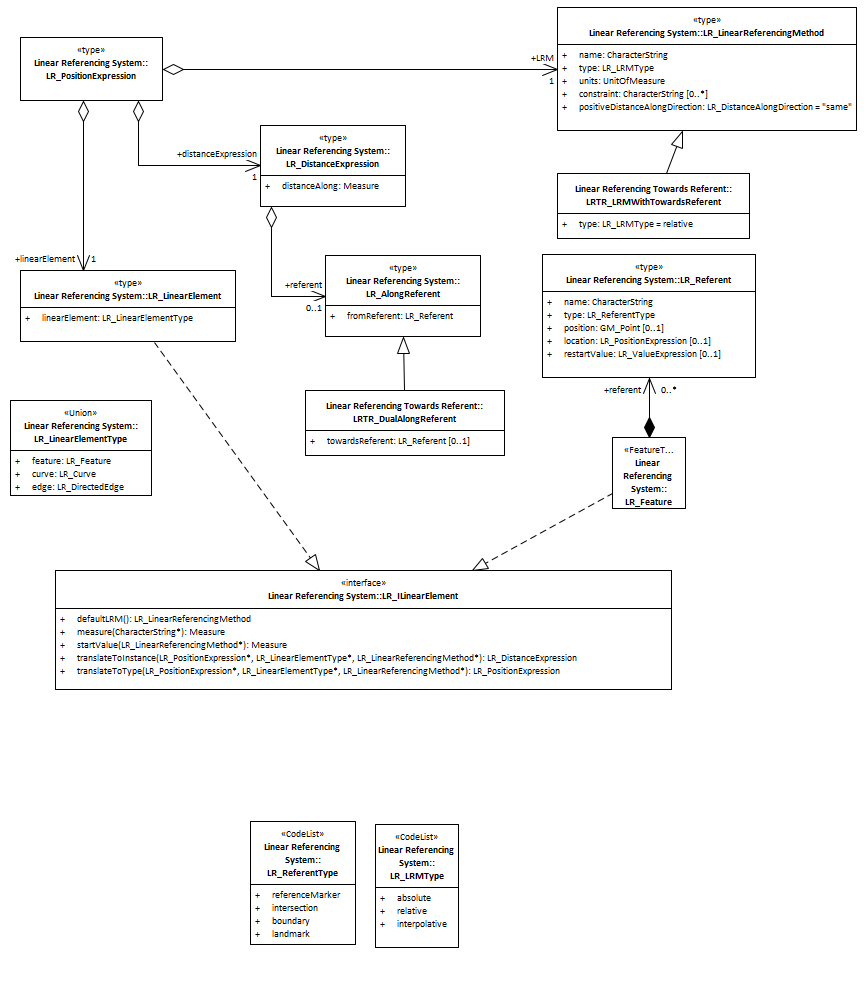 «type»
Linear Referencing System::
LR_PositionExpression
«type»
Linear Referencing System::LR_LinearReferencingMethod
+ name: CharacterString
+ type: LR_LRMType
+ units: UnitOfMeasure
+ constraint: CharacterString [0..*]
+ positiveDistanceAlongDirection: LR_DistanceAlongDirection = "same"
+LRM
1
+distanceExpression
1
«type»
Linear Referencing System::
LR_DistanceExpression
+ distanceAlong: Measure
Linear Referencing Towards Referent::
LRTR_LRMWithTowardsReferent
+ type: LR_LRMType = relative
+linearElement
1
«type»
Linear Referencing System::LR_LinearElement
+ linearElement: LR_LinearElementType
+referent
0..1
«type»
Linear Referencing System::
LR_AlongReferent
+ fromReferent: LR_Referent
«type»
Linear Referencing System::LR_Referent
+ name: CharacterString
+ type: LR_ReferentType
+ position: GM_Point [0..1]
+ location: LR_PositionExpression [0..1]
+ restartValue: LR_ValueExpression [0..1]
+referent
0..*
«Union»
Linear Referencing System::
LR_LinearElementType
+ feature: LR_Feature
+ curve: LR_Curve
+ edge: LR_DirectedEdge
Linear Referencing Towards Referent::
LRTR_DualAlongReferent
+ towardsReferent: LR_Referent [0..1]
«FeatureT...
Linear
Referencing
System::
LR_Feature
«interface»
Linear Referencing System::LR_ILinearElement
+ defaultLRM(): LR_LinearReferencingMethod
+ measure(CharacterString*): Measure
+ startValue(LR_LinearReferencingMethod*): Measure
+ translateToInstance(LR_PositionExpression*, LR_LinearElementType*, LR_LinearReferencingMethod*): LR_DistanceExpression
+ translateToType(LR_PositionExpression*, LR_LinearElementType*, LR_LinearReferencingMethod*): LR_PositionExpression
«CodeList»
Linear Referencing
System::
LR_ReferentType
+ referenceMarker
+ intersection
+ boundary
+ landmark
«CodeList»
Linear Referencing
System::
LR_LRMType
+ absolute
+ relative
+ interpolative